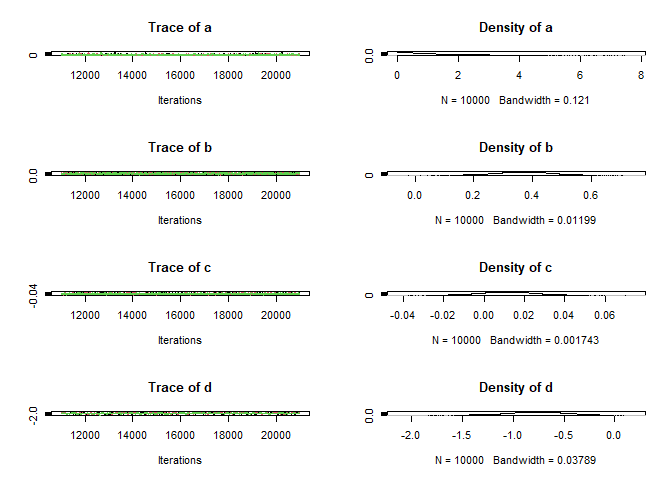 Trace of a
0
12000 14000 16000 18000 20000
Iterations
Density of a
0.0
0 2 4 6 8
N = 10000 Bandwidth = 0.121
Trace of b
0.0
12000 14000 16000 18000 20000
Iterations
Density of b
0
0.0 0.2 0.4 0.6
N = 10000 Bandwidth = 0.01199
Trace of c
-0.04
12000 14000 16000 18000 20000
Iterations
Density of c
0
-0.04 -0.02 0.00 0.02 0.04 0.06
N = 10000 Bandwidth = 0.001743
Trace of d
-2.0
12000 14000 16000 18000 20000
Iterations
Density of d
0.0
-2.0 -1.5 -1.0 -0.5 0.0
N = 10000 Bandwidth = 0.03789